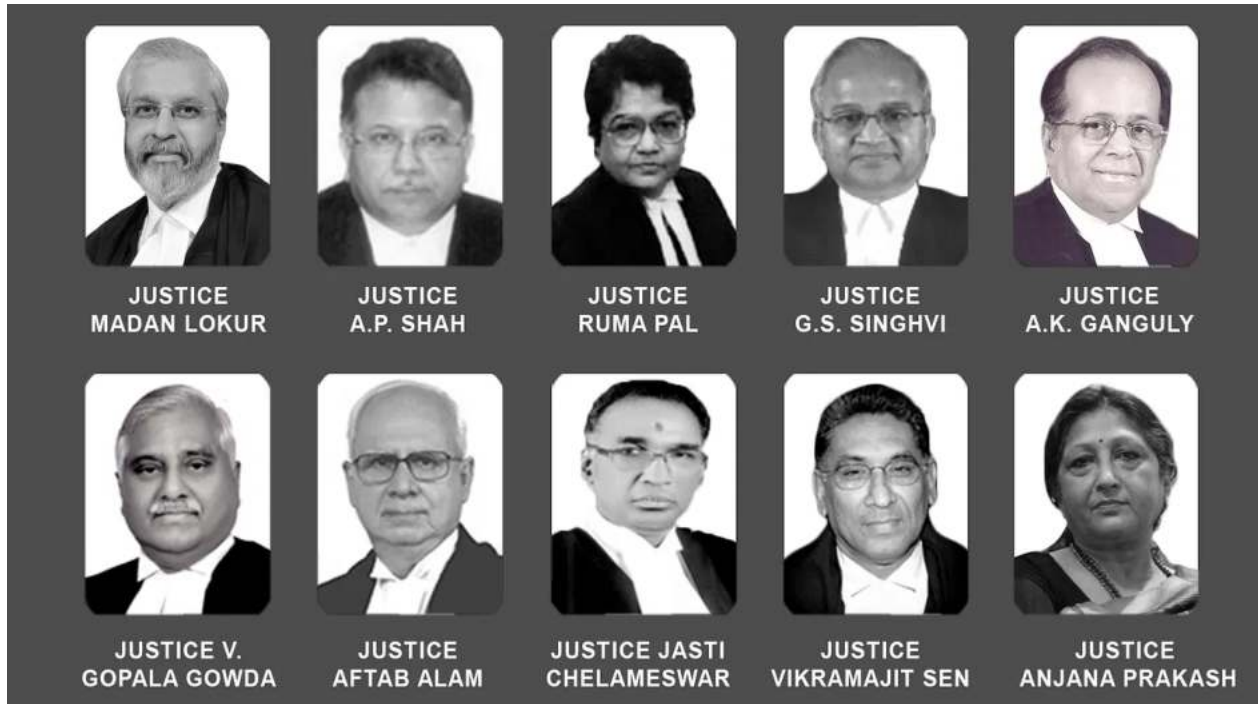 JUSTICE
MADAN LOKUR
JUSTICE
A.P. SHAH
JUSTICE
RUMA PAL
JUSTICE
G.S. SINGHVI
JUSTICE
A.K. GANGULY
JUSTICE V.
GOPALA GOWDA
JUSTICE
AFTAB ALAM
JUSTICE JASTI
CHELAMESWAR
JUSTICE
VIKRAMAJIT SEN
JUSTICE
ANJANA PRAKASH